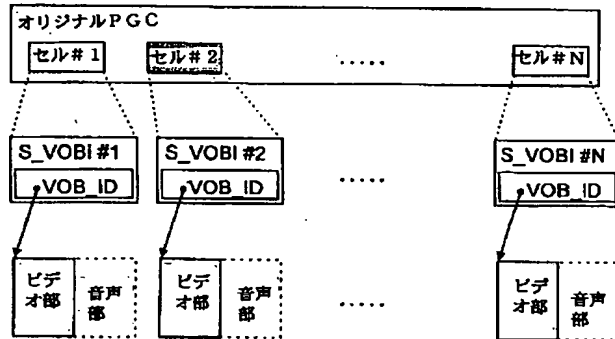 オリジナルPGC
セル#1 セル#2 ..... セル#N
S_VOBI #1 S_VOBI #2 S_VOBI #N
VOB_ID VOB_ID ..... VOB_ID
ビデ ビデ ビデ
オ部 音声 オ部 音声 ..... オ部 音声
部 部 部